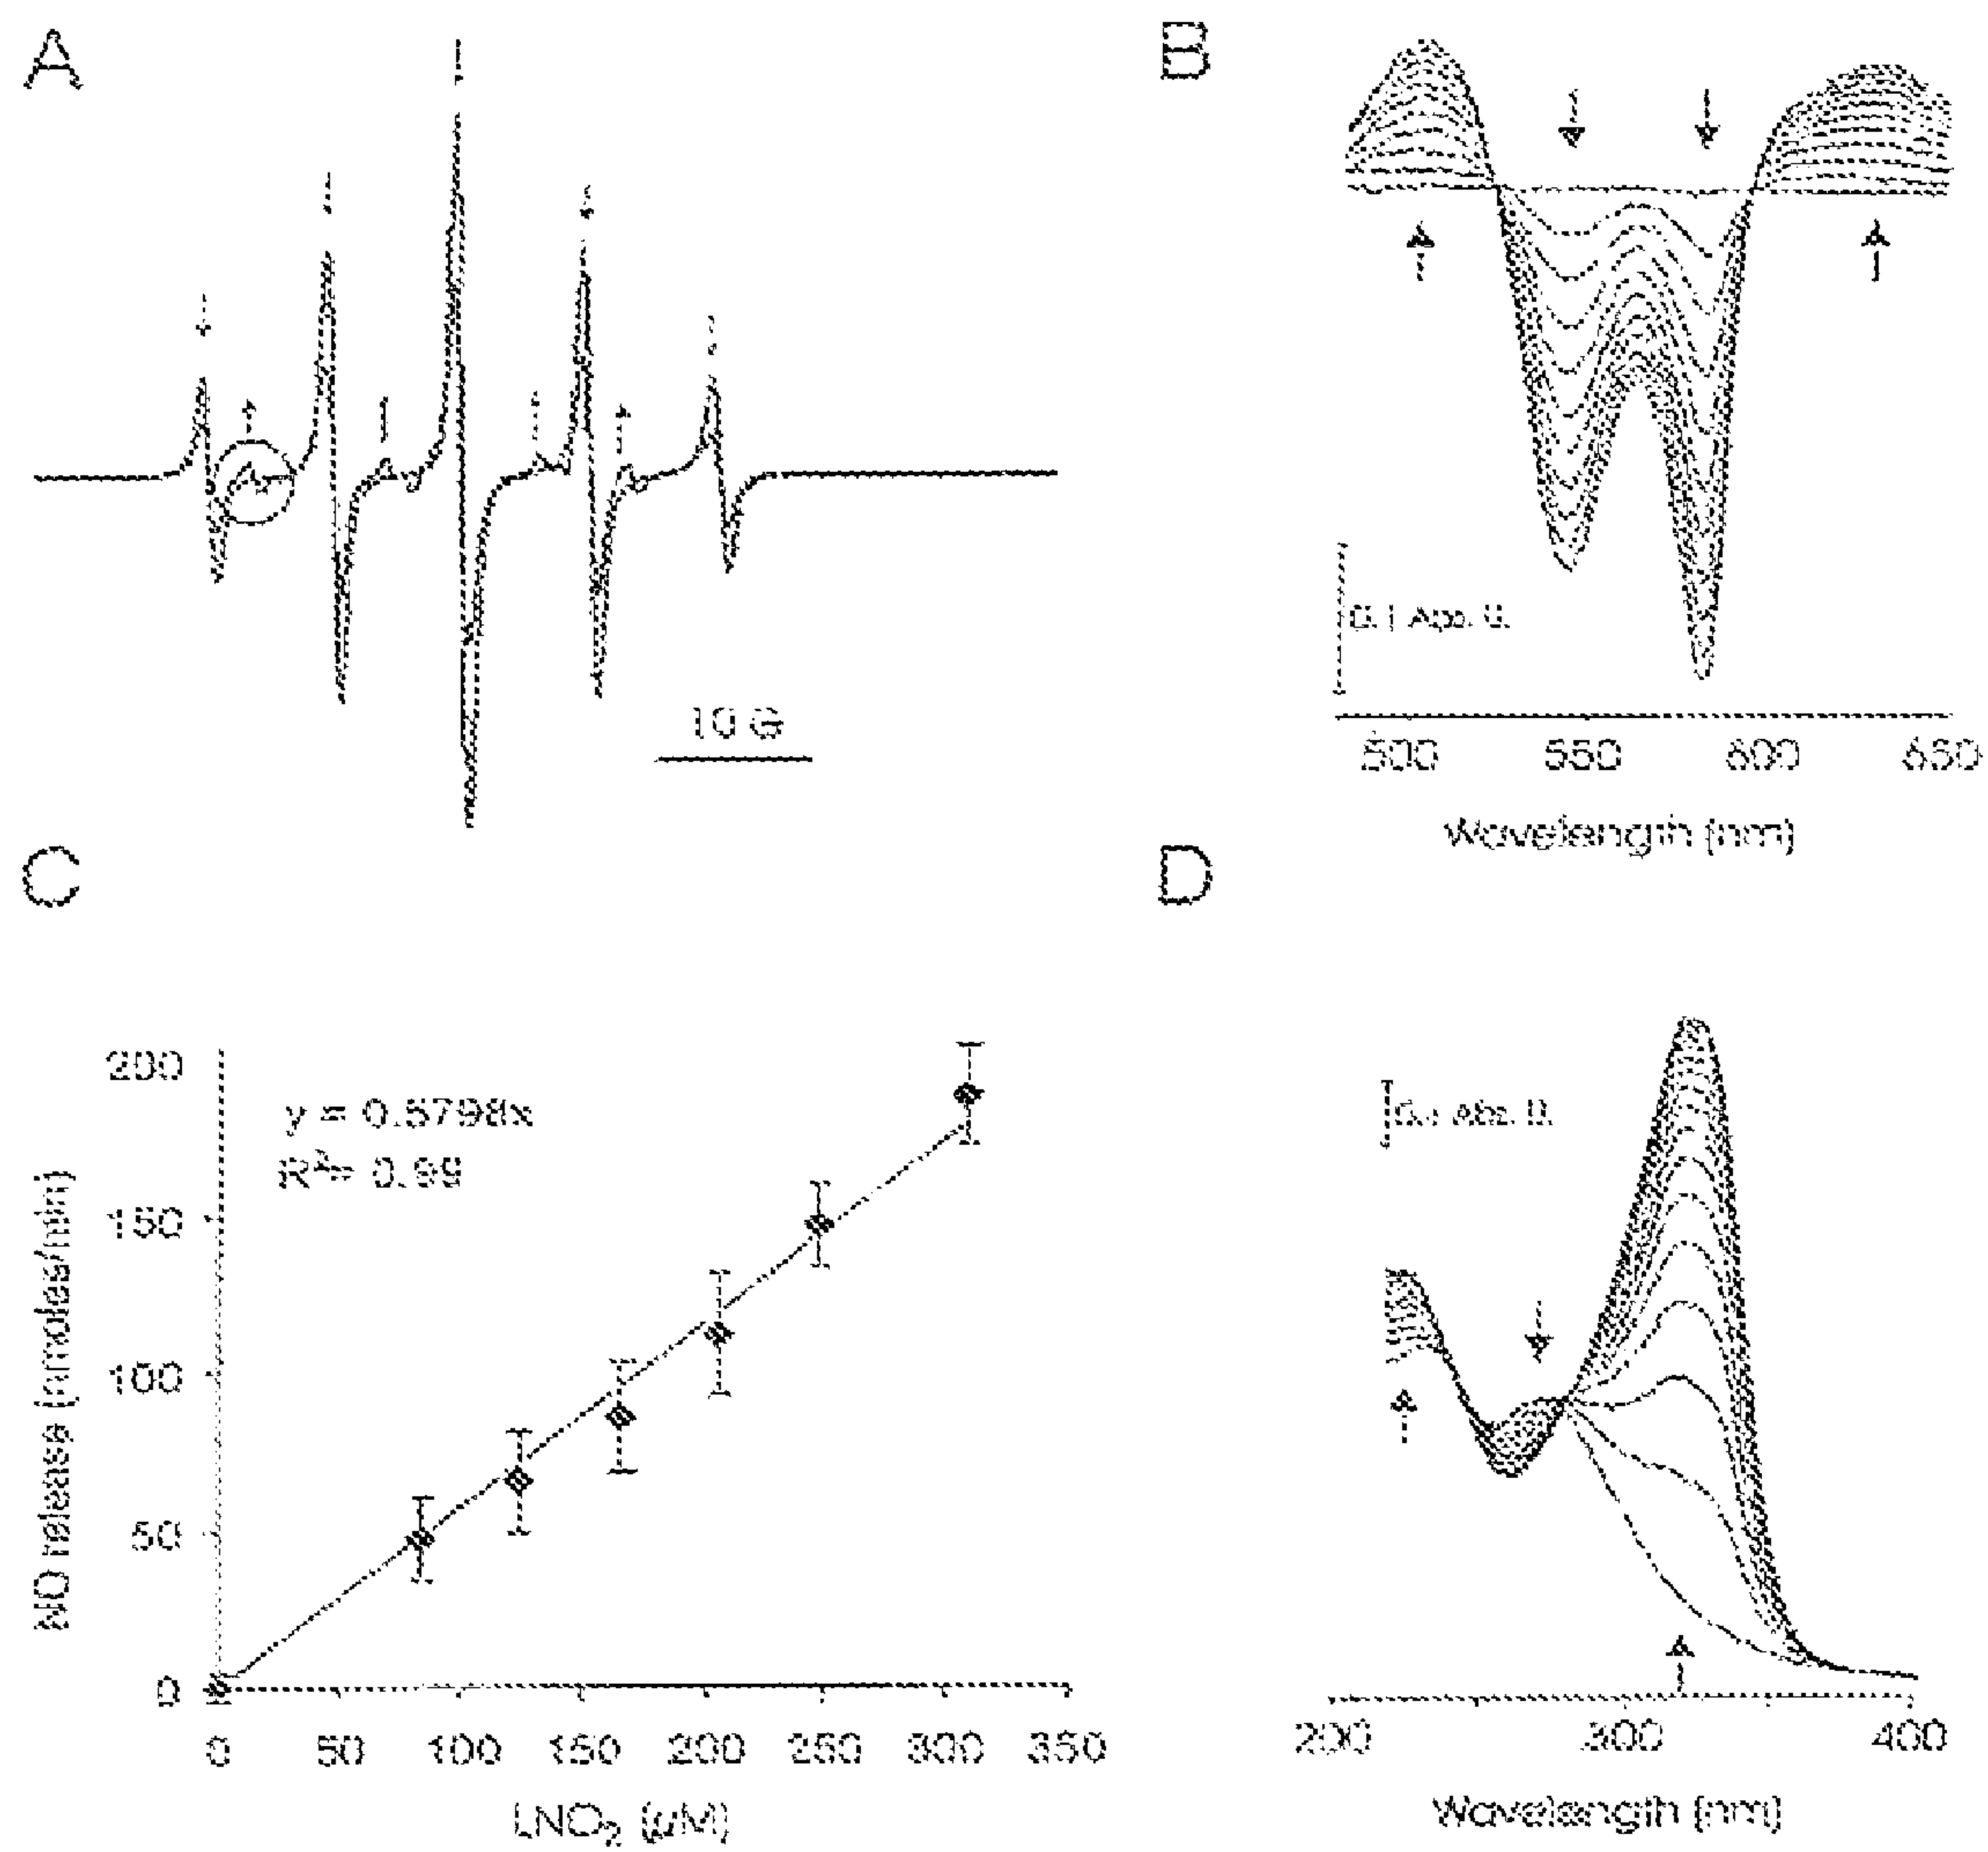 A
B
10 G
0.1 Abs. U.
500 550 600 650
Wavelength (nm)
C
D
200
150
100
50
0
NO release (nmoles/min)
y = 0.5798x
R²= 0.99
0 50 100 150 200 250 300 350
LNO₂ (μM)
Abs. U.
200 300 400
Wavelength (nm)